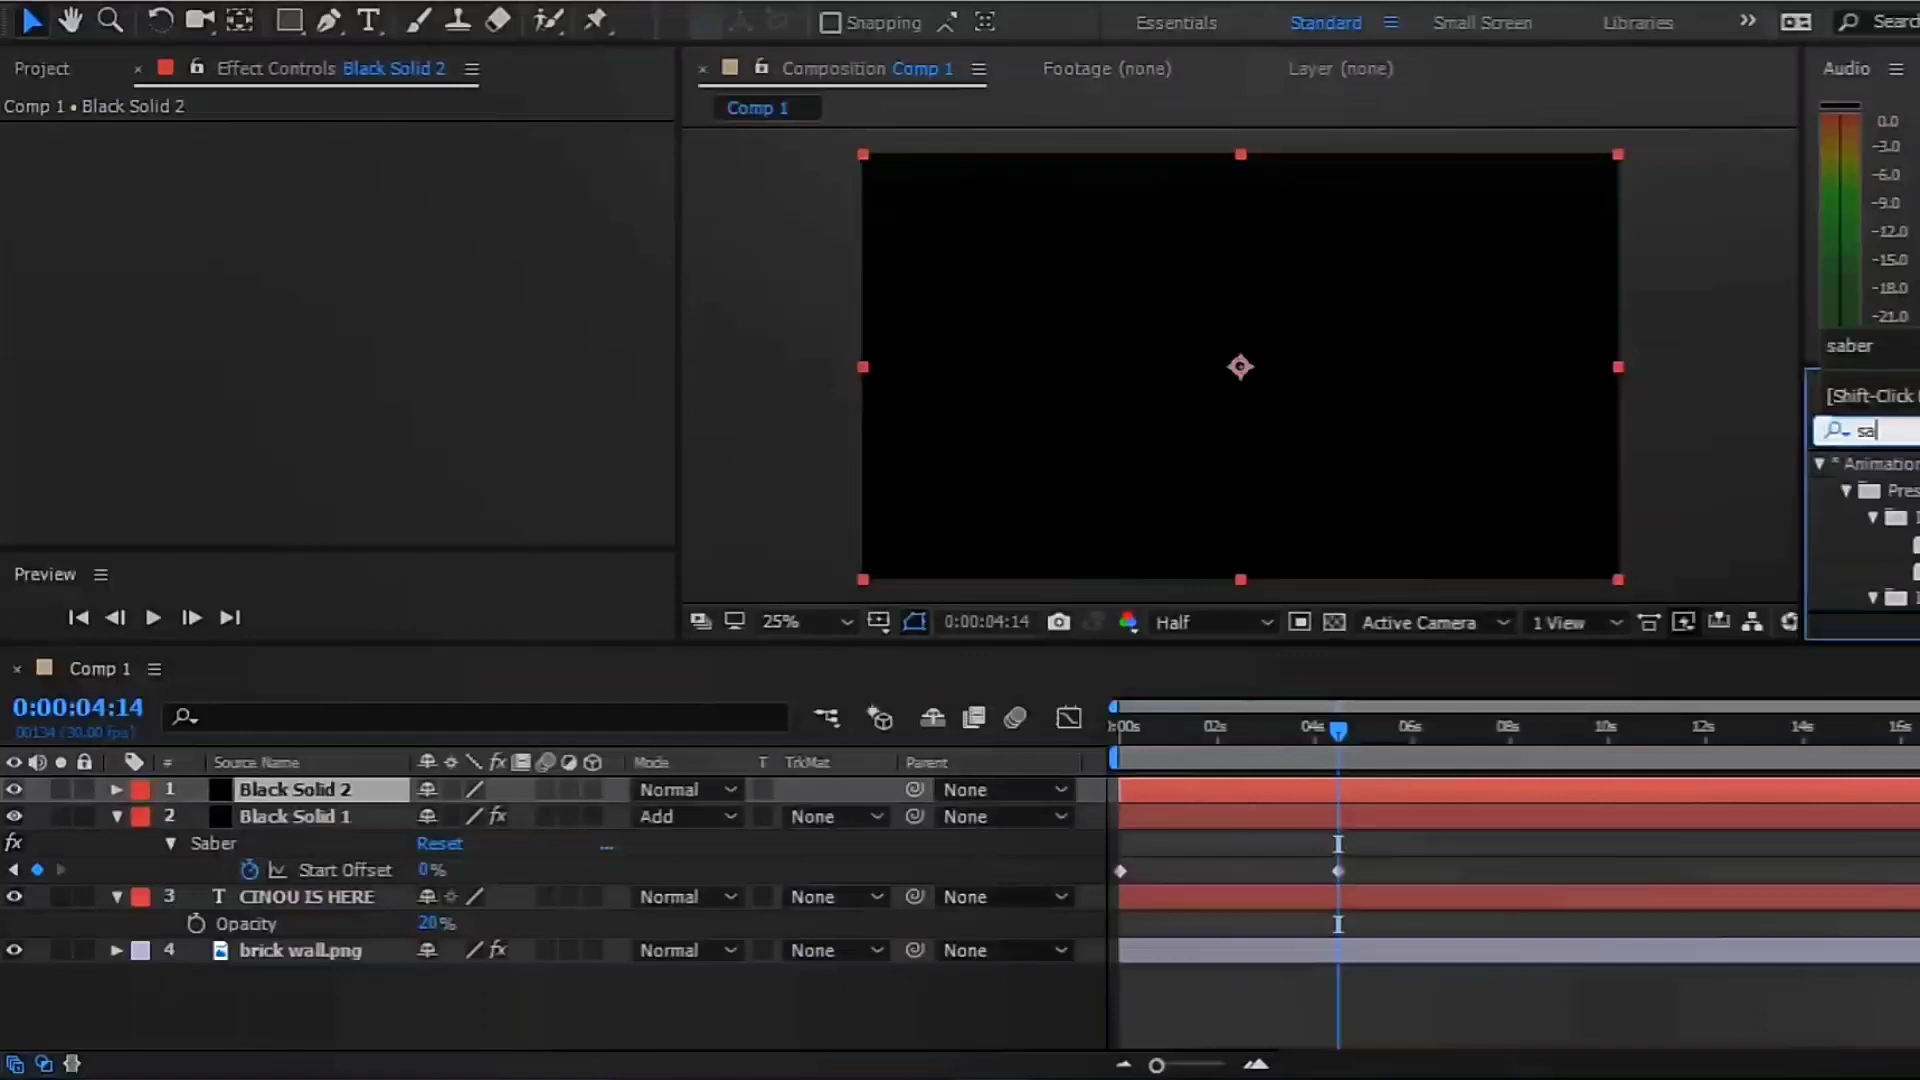 T Snapping Essentials Standard Small Screen Libraries » Search
Project × Effect Controls Black Solid 2 × Composition Comp 1 Footage (none) Layer (none) Audio
Comp 1 • Black Solid 2
Comp 1
0.0
-3.0
-6.0
-9.0
-12.0
-15.0
-18.0
-21.0
saber
[Shift-Click
sa
* Animation
Pres
Preview
25% 0:00:04:14 Half Active Camera 1 View
× Comp 1
0:00:04:14
00134 (30.00 fps)
:00s 02s 04s 06s 08s 10s 12s 14s 16s
# Source Name fx Mode T TrkMat Parent
1 Black Solid 2 Normal None
2 Black Solid 1 fx Add None None
fx Saber Reset ...
Start Offset 0%
3 T CINOU IS HERE Normal None None
Opacity 20%
4 brick wall.png fx Normal None None